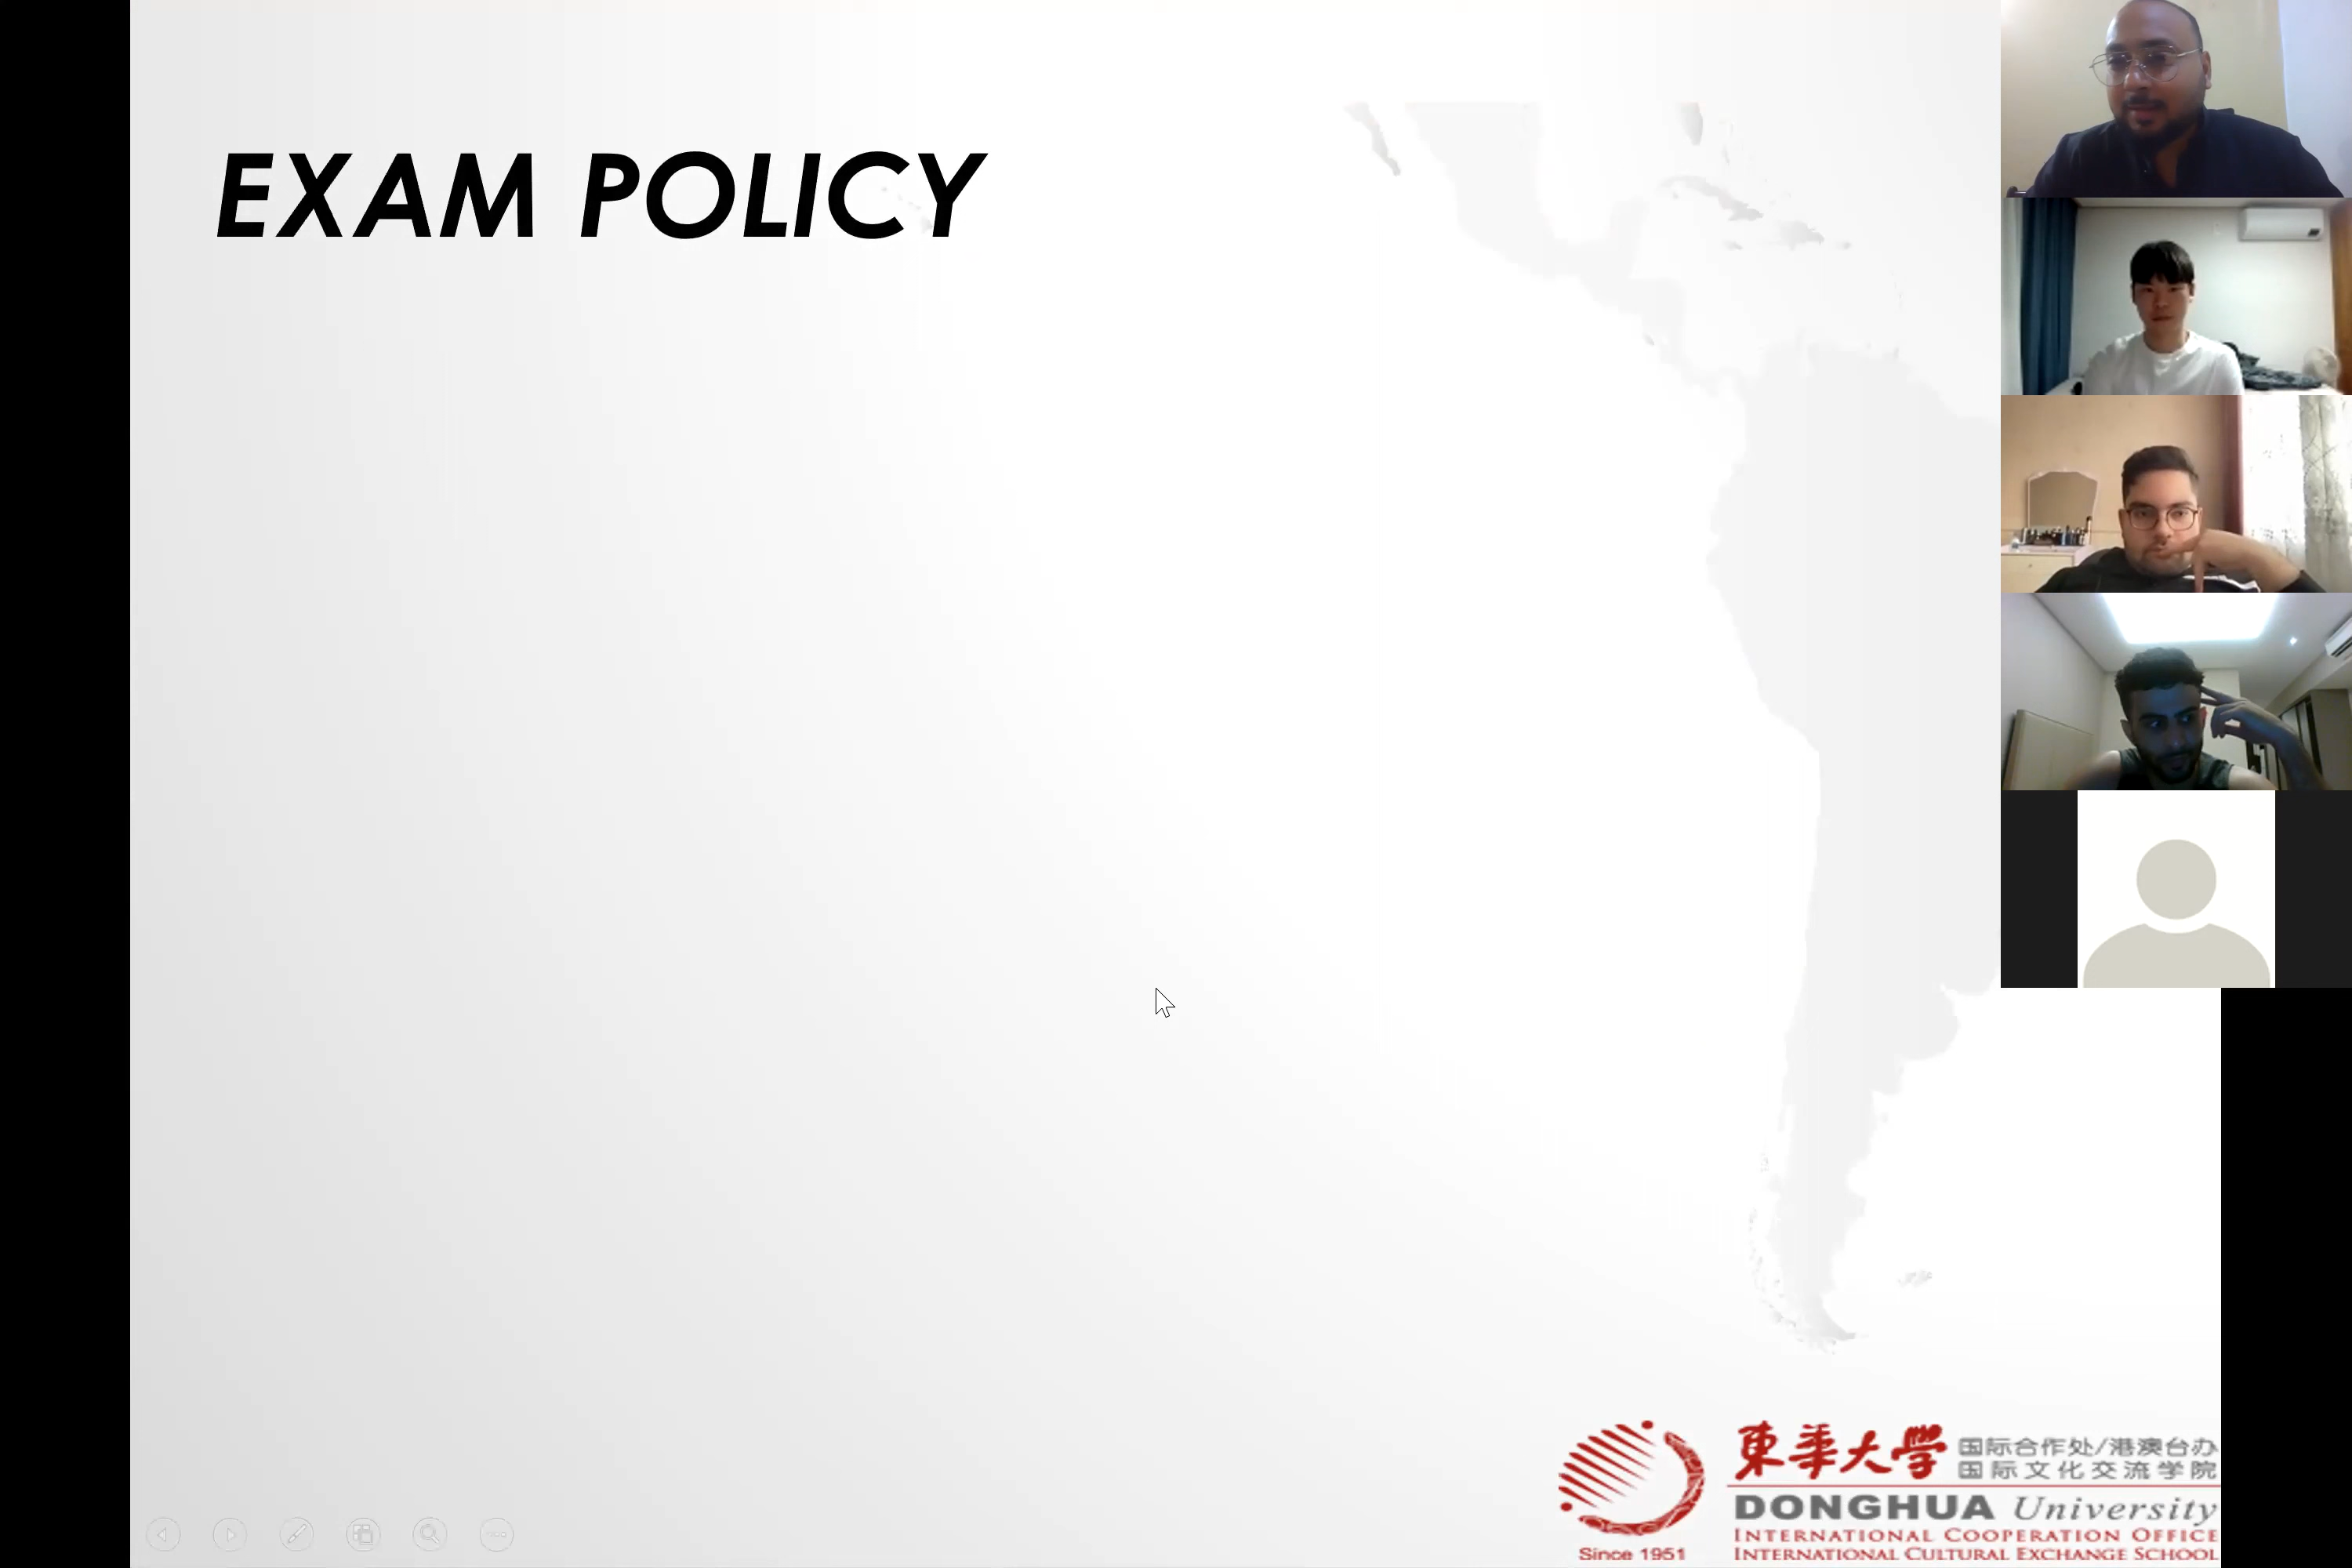 EXAM POLICY
東華大學
国际合作处/港澳台办
国际文化交流学院
DONGHUA University
INTERNATIONAL COOPERATION OFFICE
INTERNATIONAL CULTURAL EXCHANGE SCHOOL
Since 1951